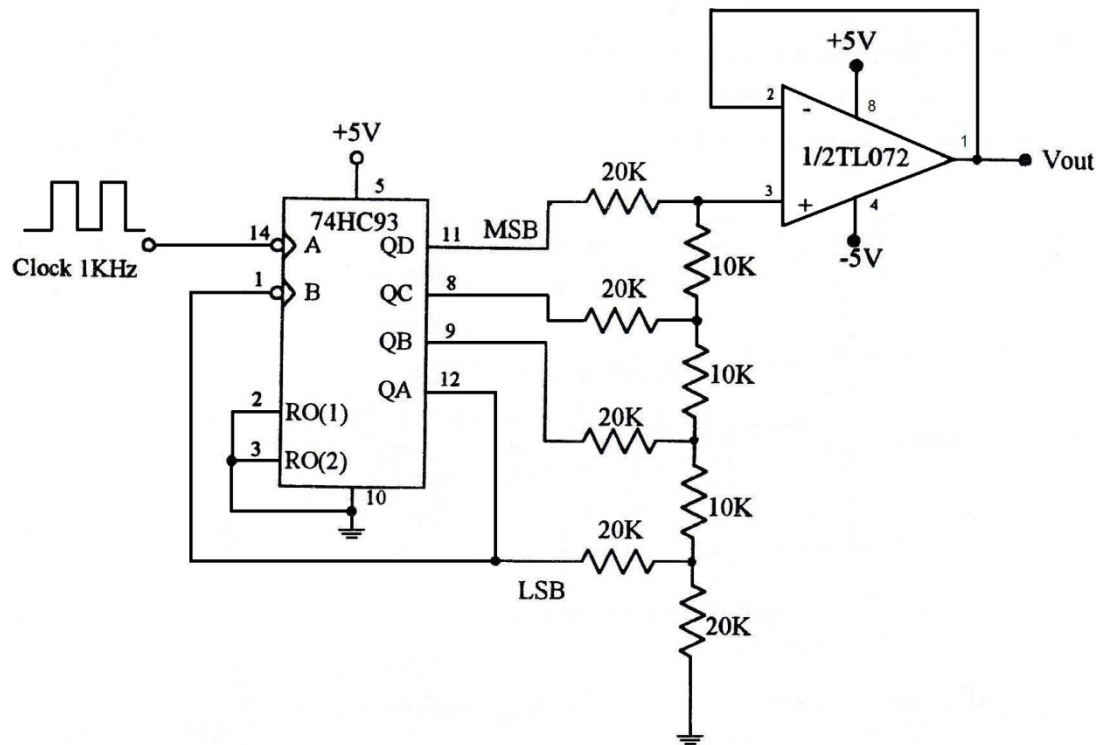 +5V
2
-
8
+5V
1/2TL072
1
Vout
20K
3
+
4
-5V
5
74HC93
14
A
QD
11
MSB
Clock 1KHz
10K
1
B
QC
8
20K
QB
9
10K
QA
12
20K
2
RO(1)
3
RO(2)
10
10K
20K
LSB
20K